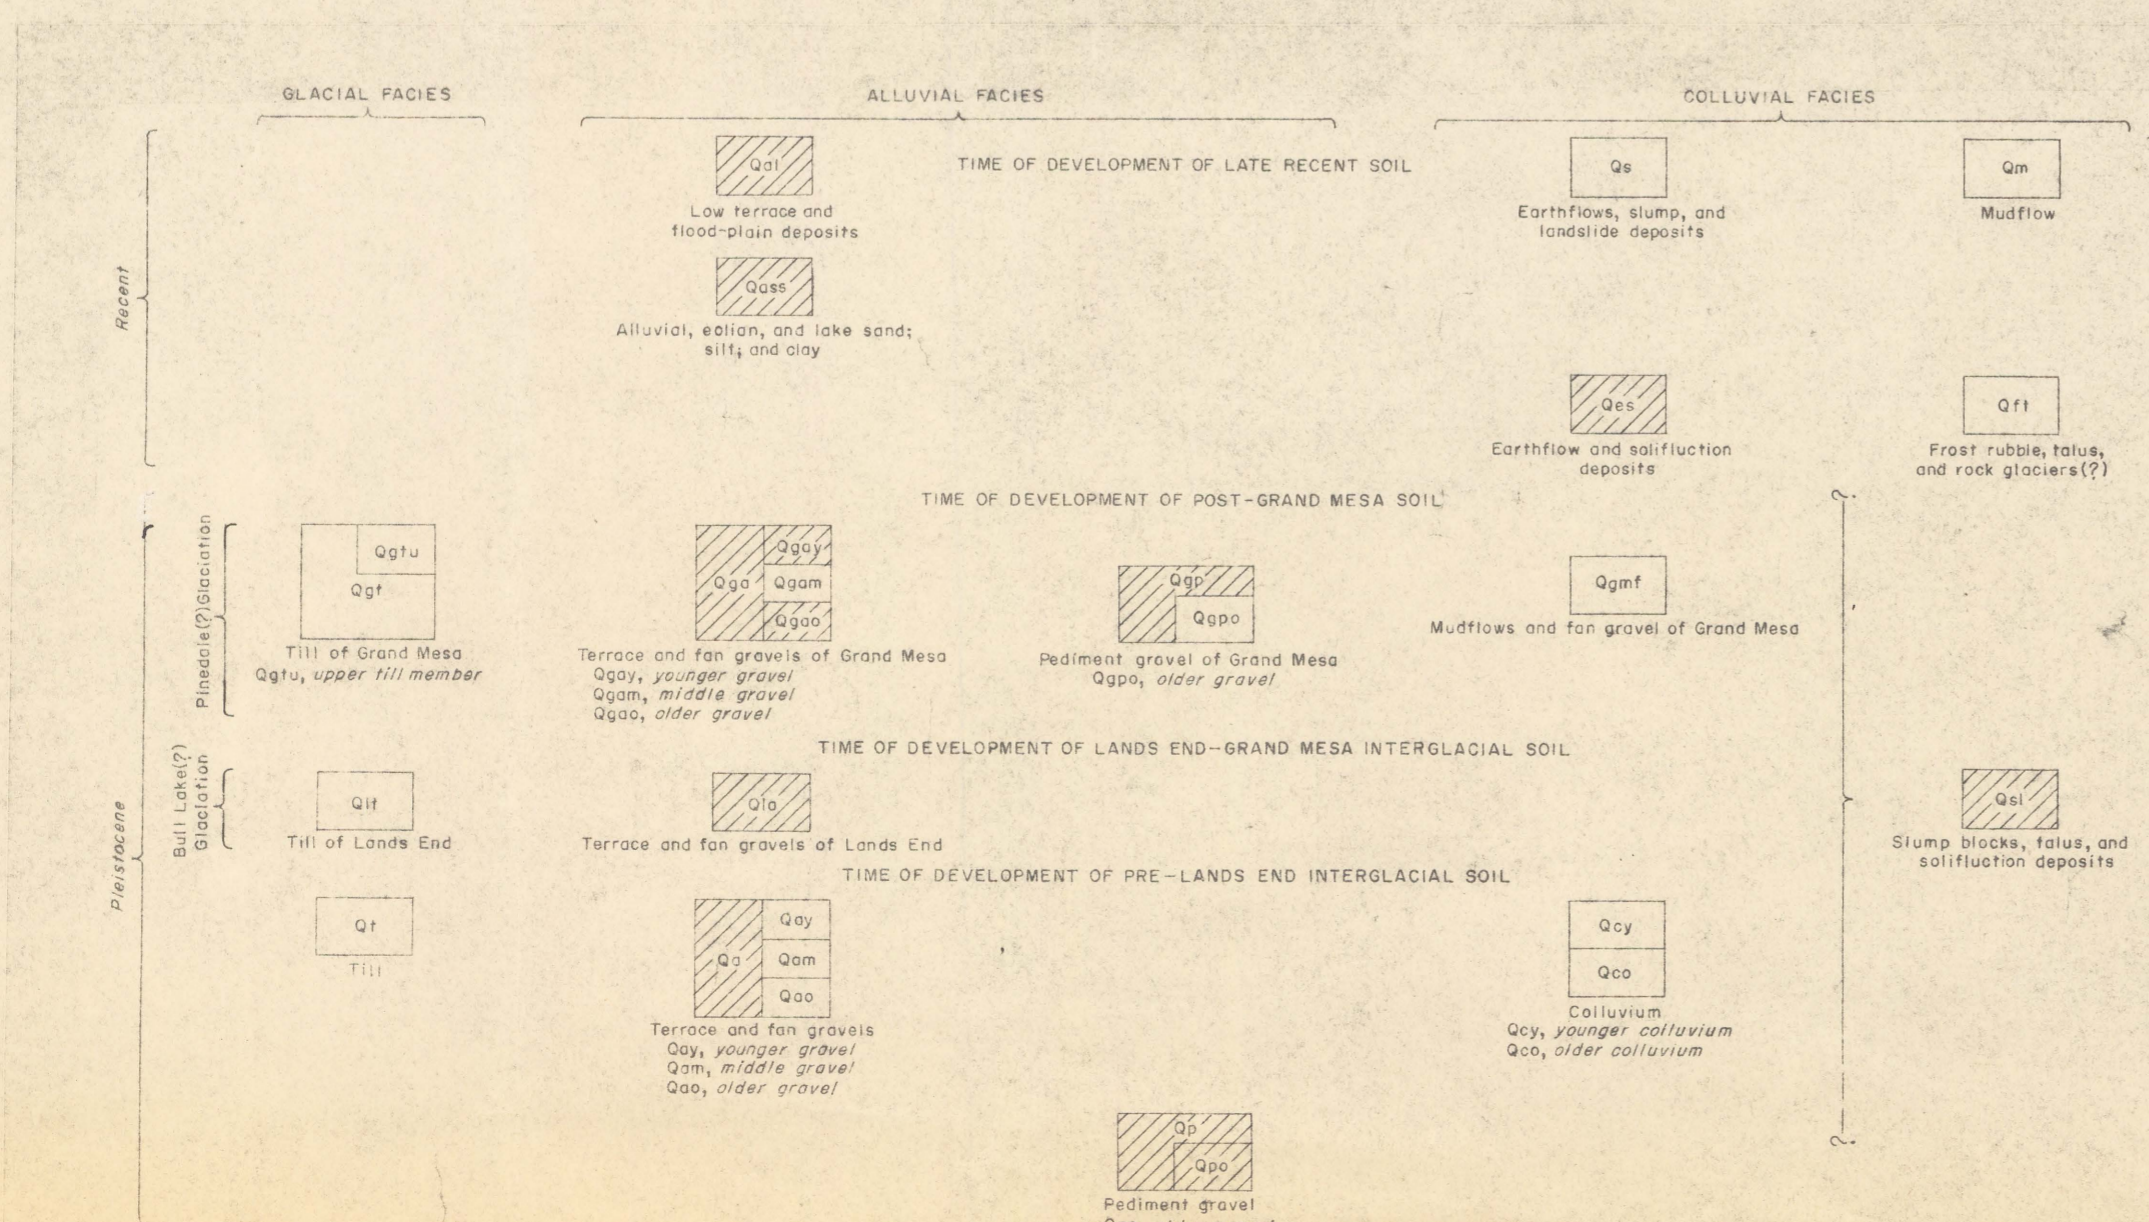 GLACIAL FACIES
ALLUVIAL FACIES
COLLUVIAL FACIES
Recent
Qal
Low terrace and
flood-plain deposits
TIME OF DEVELOPMENT OF LATE RECENT SOIL
Qs
Earthflows, slump, and
landslide deposits
Qm
Mudflow
Qass
Alluvial, eolian, and lake sand;
silt; and clay
Qes
Earthflow and solifluction
deposits
Qft
Frost rubble, talus,
and rock glaciers(?)
TIME OF DEVELOPMENT OF POST-GRAND MESA SOIL
Pleistocene
Pinedale(?) Glaciation
Qgtu
Qgt
Till of Grand Mesa
Qgtu, upper till member
Qga
Qgay
Qgam
Qgao
Terrace and fan gravels of Grand Mesa
Qgay, younger gravel
Qgam, middle gravel
Qgao, older gravel
Qgp
Qgpo
Pediment gravel of Grand Mesa
Qgpo, older gravel
Qgmf
Mudflows and fan gravel of Grand Mesa
?
TIME OF DEVELOPMENT OF LANDS END-GRAND MESA INTERGLACIAL SOIL
Bull Lake(?)
Glaciation
Qlt
Till of Lands End
Qla
Terrace and fan gravels of Lands End
Qsl
Slump blocks, talus, and
solifluction deposits
TIME OF DEVELOPMENT OF PRE-LANDS END INTERGLACIAL SOIL
Qt
Till
Qa
Qay
Qam
Qao
Terrace and fan gravels
Qay, younger gravel
Qam, middle gravel
Qao, older gravel
Qcy
Qco
Colluvium
Qcy, younger colluvium
Qco, older colluvium
?
Qp
Qpo
Pediment gravel